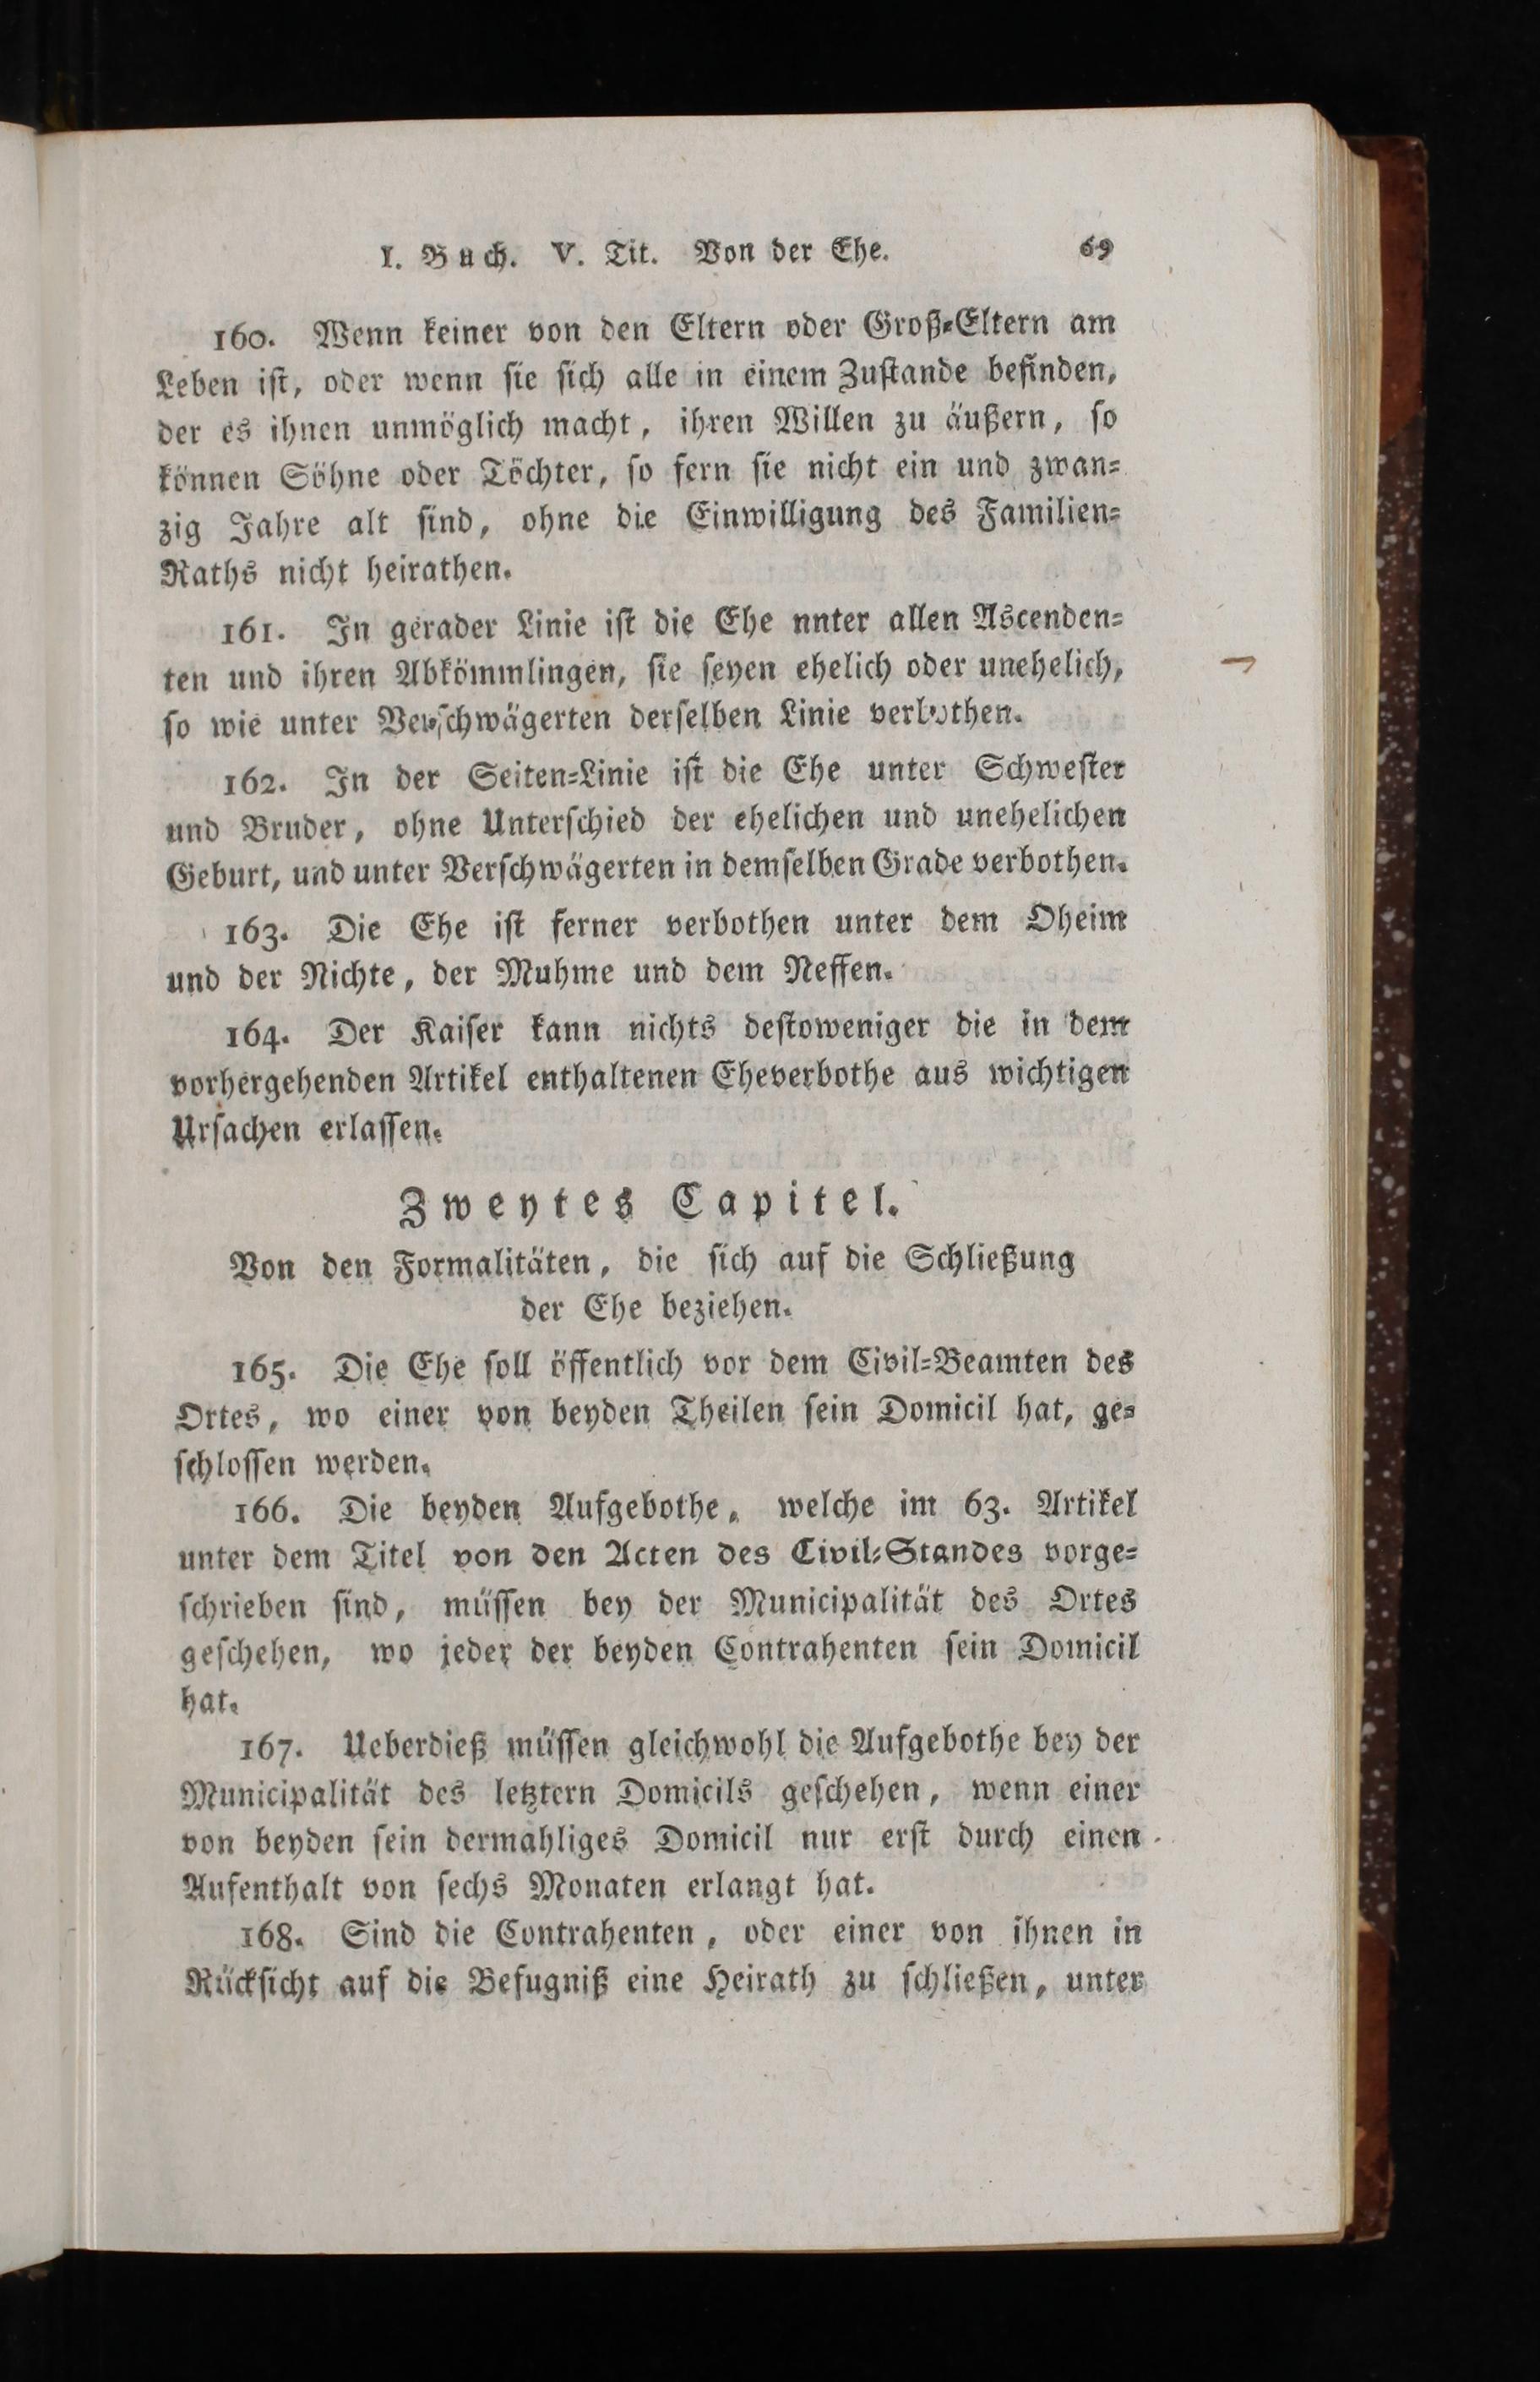 I. Buch. V. Tit. Von der Ehe. 69
160. Wenn keiner von den Eltern oder Groß-Eltern am
Leben ist, oder wenn sie sich alle in einem Zustande befinden,
der es ihnen unmöglich macht, ihren Willen zu äußern, so
können Söhne oder Töchter, so fern sie nicht ein und zwan-
zig Jahre alt sind, ohne die Einwilligung des Familien-
Raths nicht heirathen.
161. In gerader Linie ist die Ehe nnter allen Ascenden-
ten und ihren Abkömmlingen, sie seyen ehelich oder unehelich,
so wie unter Verschwägerten derselben Linie verbothen.
162. In der Seiten-Linie ist die Ehe unter Schwester
und Bruder, ohne Unterschied der ehelichen und unehelichen
Geburt, und unter Verschwägerten in demselben Grade verbothen.
163. Die Ehe ist ferner verbothen unter dem Oheim
und der Nichte, der Muhme und dem Neffen.
164. Der Kaiser kann nichts destoweniger die in dem
vorhergehenden Artikel enthaltenen Eheverbothe aus wichtigen
Ursachen erlassen.
Zweytes Capitel.
Von den Formalitäten, die sich auf die Schließung
der Ehe beziehen.
165. Die Ehe soll öffentlich vor dem Civil-Beamten des
Ortes, wo einer von beyden Theilen sein Domicil hat, ge-
schlossen werden.
166. Die beyden Aufgebothe, welche im 63. Artikel
unter dem Titel von den Acten des Civil-Standes vorge-
schrieben sind, müssen bey der Municipalität des Ortes
geschehen, wo jeder der beyden Contrahenten sein Domicil
hat.
167. Ueberdieß müssen gleichwohl die Aufgebothe bey der
Municipalität des letztern Domicils geschehen, wenn einer
von beyden sein dermahliges Domicil nur erst durch einen
Aufenthalt von sechs Monaten erlangt hat.
168. Sind die Contrahenten, oder einer von ihnen in
Rücksicht auf die Befugniß eine Heirath zu schließen, unter